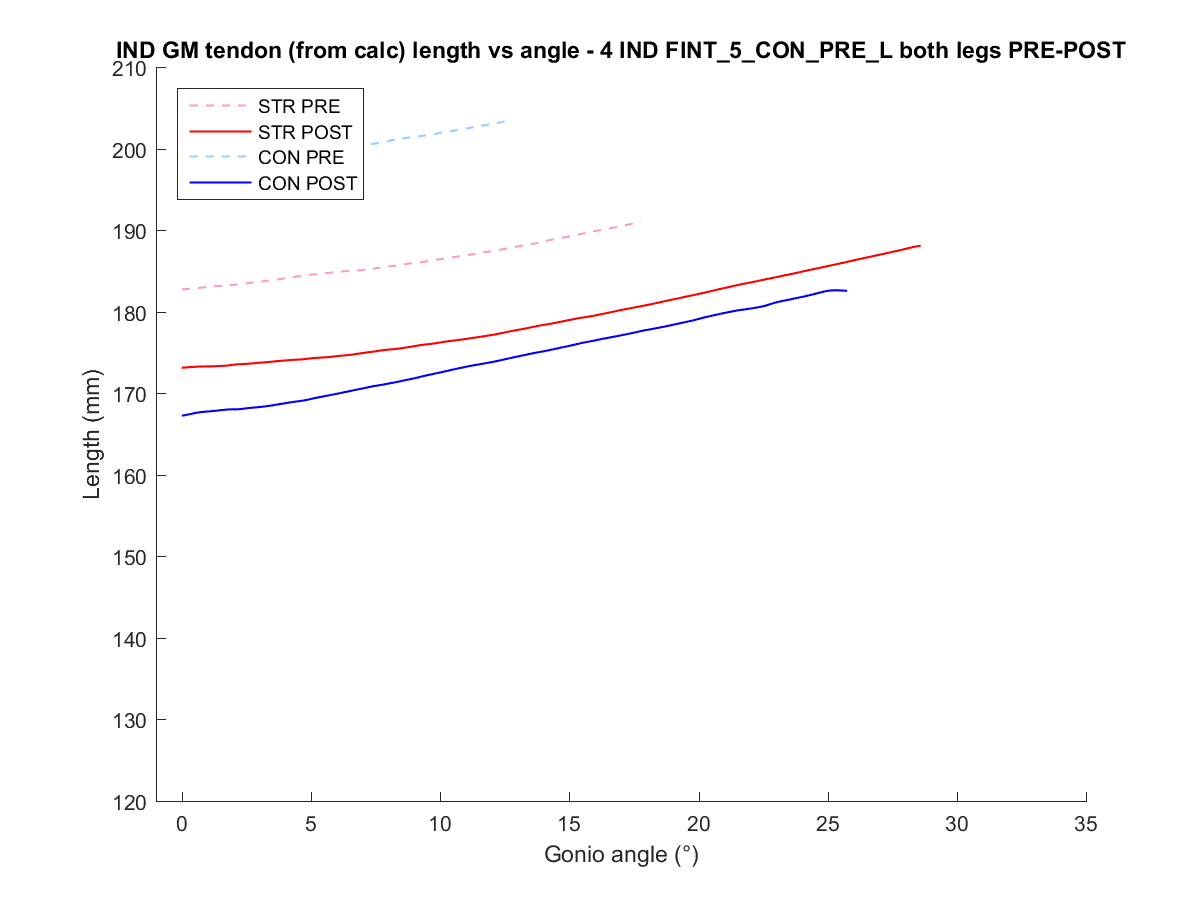 IND GM tendon (from calc) length vs angle - 4 IND FINT_5_CON_PRE_L both legs PRE-POST
210
200
190
180
170
160
150
140
130
120
Length (mm)
STR PRE
STR POST
CON PRE
CON POST
0 5 10 15 20 25 30 35
Gonio angle (°)